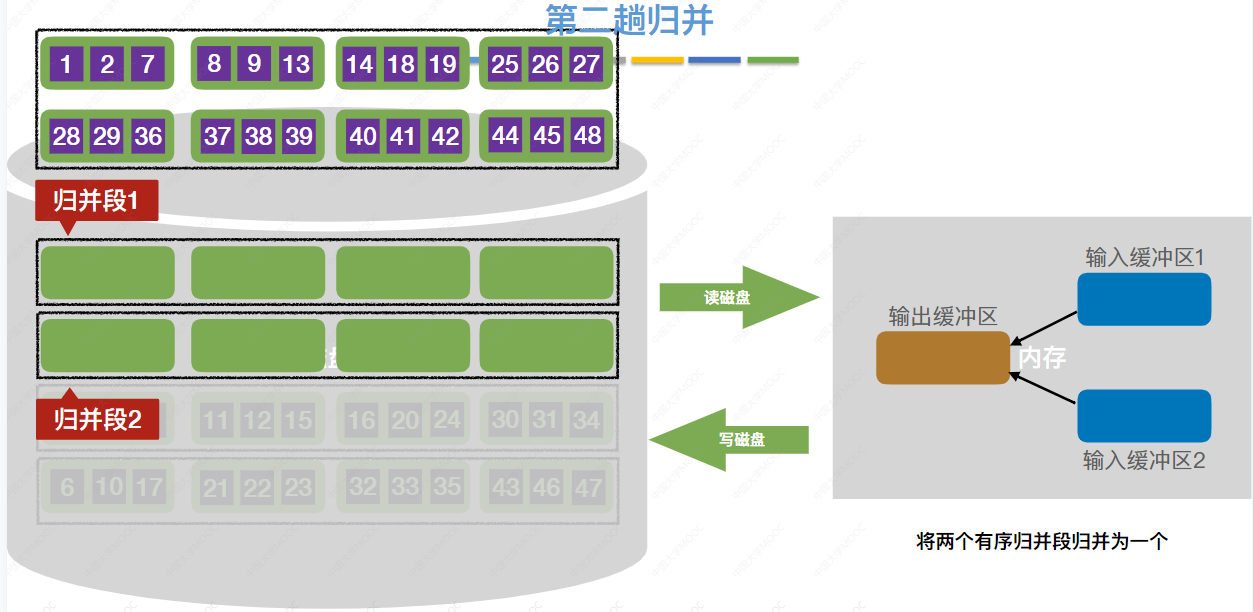 第二趟归并
1 2 7 8 9 13 14 18 19 25 26 27
28 29 36 37 38 39 40 41 42 44 45 48
归并段1
读磁盘
输入缓冲区1
输出缓冲区
内存
归并段2
11 12 15 16 20 24 30 31 34
写磁盘
输入缓冲区2
6 10 17 21 22 23 32 33 35 43 46 47
将两个有序归并段归并为一个